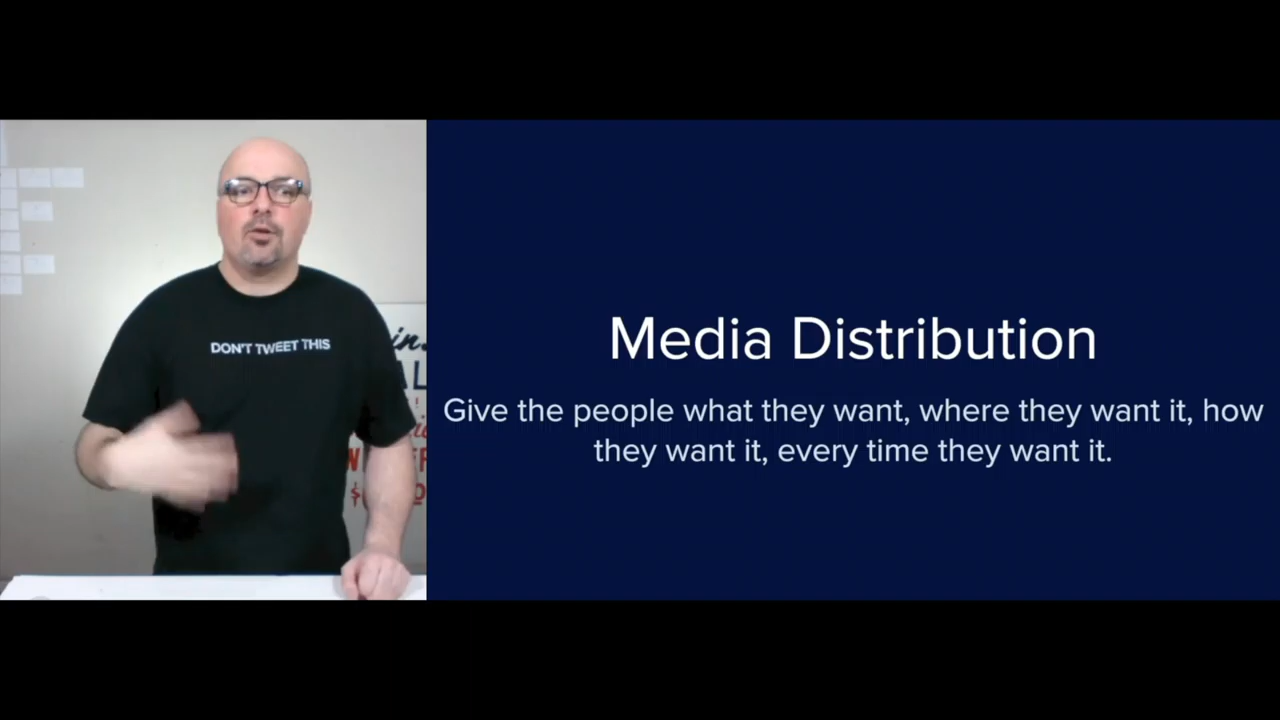 DON'T TWEET THIS
Media Distribution
Give the people what they want, where they want it, how
they want it, every time they want it.